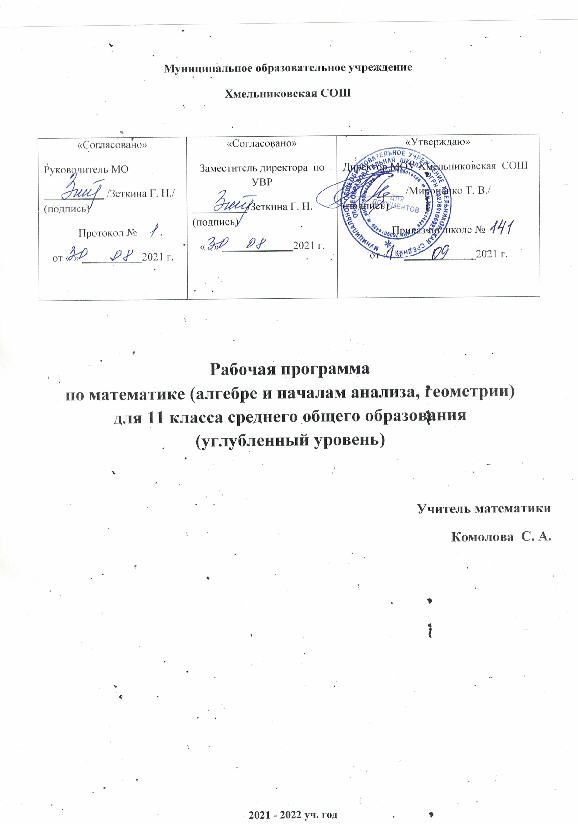 Муниципальное образовательное учреждение
Хмельниковская СОШ
«Согласовано»
Руководитель МО
/Зеткина Г. Н./
(подпись)
Протокол № 1.
от «30 08 2021 г.
«Согласовано»
Заместитель директора по
УВР
Зеткина Г. Н.
(подпись)
«30 08 2021 г.
«Утверждаю»
Директор МОУ Хмельниковская СОШ
/Мироненко Т. В./
Приказ по школе № 141
от «1 09 2021 г.
Рабочая программа
по математике (алгебре и началам анализа, геометрии)
для 11 класса среднего общего образования
(углубленный уровень)
Учитель математики
Комолова С. А.
2021 - 2022 уч. год